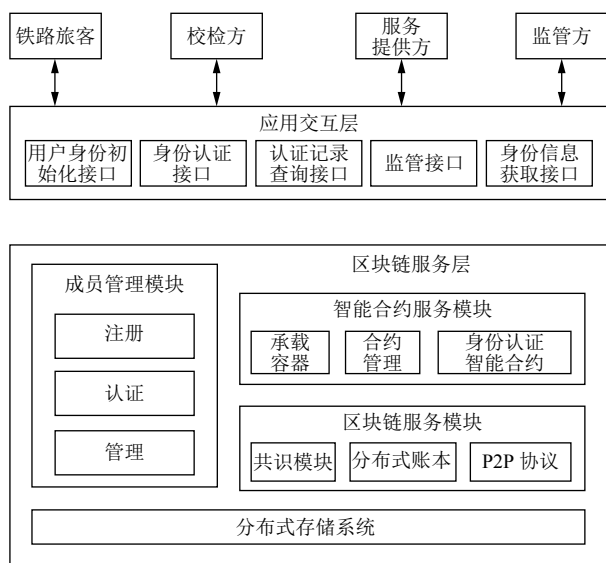 铁路旅客
校检方
服务
提供方
监管方
应用交互层
用户身份初
始化接口
身份认证
接口
认证记录
查询接口
监管接口
身份信息
获取接口
区块链服务层
成员管理模块
注册
认证
管理
智能合约服务模块
承载
容器
合约
管理
身份认证
智能合约
区块链服务模块
共识模块
分布式账本
P2P 协议
分布式存储系统